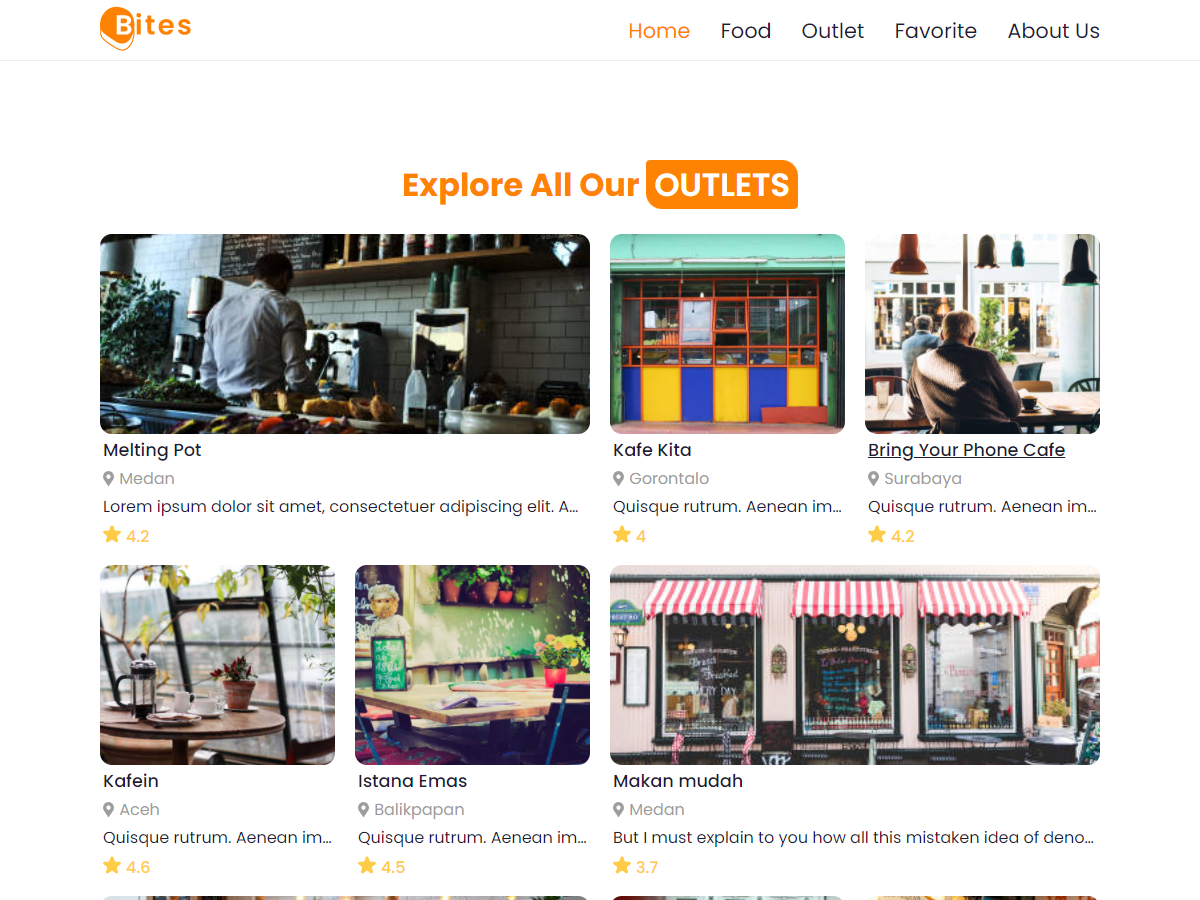 Bites
Home Food Outlet Favorite About Us
Explore All Our OUTLETS
Melting Pot
Medan
Lorem ipsum dolor sit amet, consectetuer adipiscing elit. A...
4.2
Kafe Kita
Gorontalo
Quisque rutrum. Aenean im...
4
Bring Your Phone Cafe
Surabaya
Quisque rutrum. Aenean im...
4.2
BISTRO
Kafein
Aceh
Quisque rutrum. Aenean im...
4.6
Istana Emas
Balikpapan
Quisque rutrum. Aenean im...
4.5
Makan mudah
Medan
But I must explain to you how all this mistaken idea of deno...
3.7